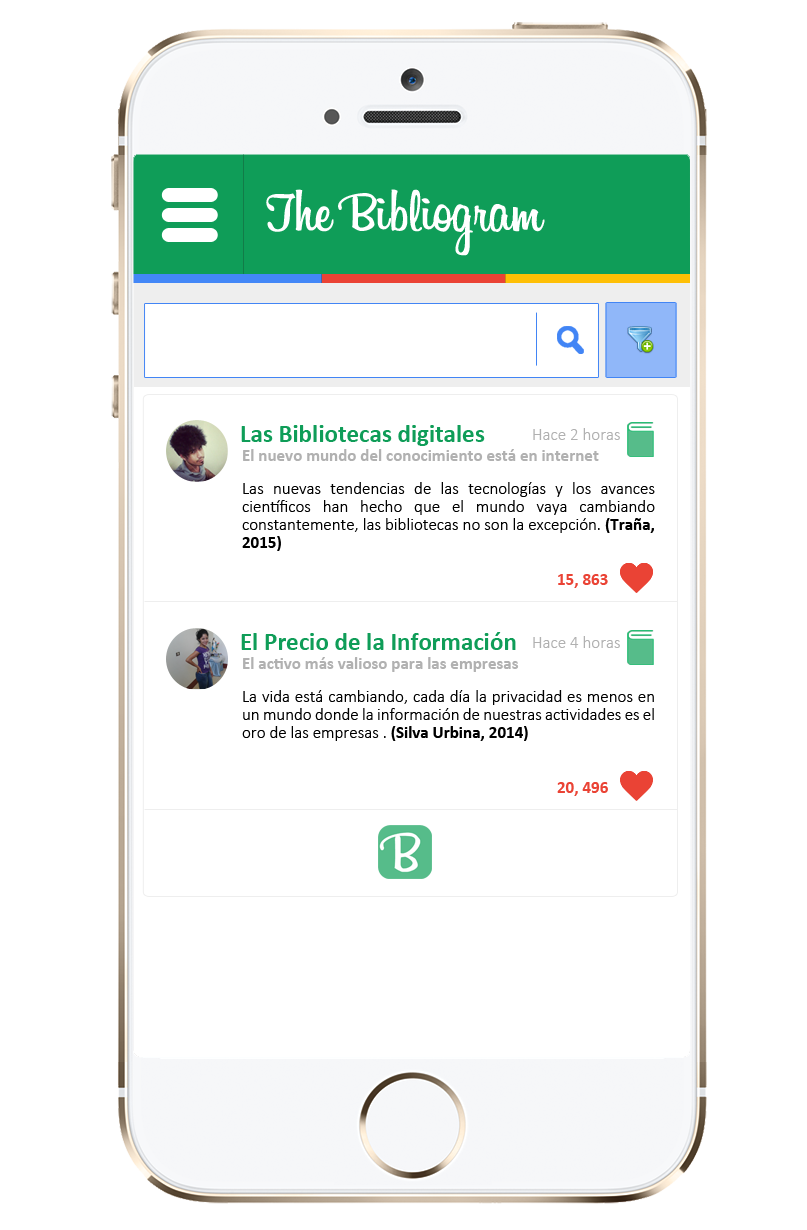 The Bibliogram
Las Bibliotecas digitales
Hace 2 horas
El nuevo mundo del conocimiento está en internet
Las nuevas tendencias de las tecnologías y los avances
científicos han hecho que el mundo vaya cambiando
constantemente, las bibliotecas no son la excepción. (Traña,
2015)
15, 863
El Precio de la Información
Hace 4 horas
El activo más valioso para las empresas
La vida está cambiando, cada día la privacidad es menos en
un mundo donde la información de nuestras actividades es el
oro de las empresas . (Silva Urbina, 2014)
20, 496
B